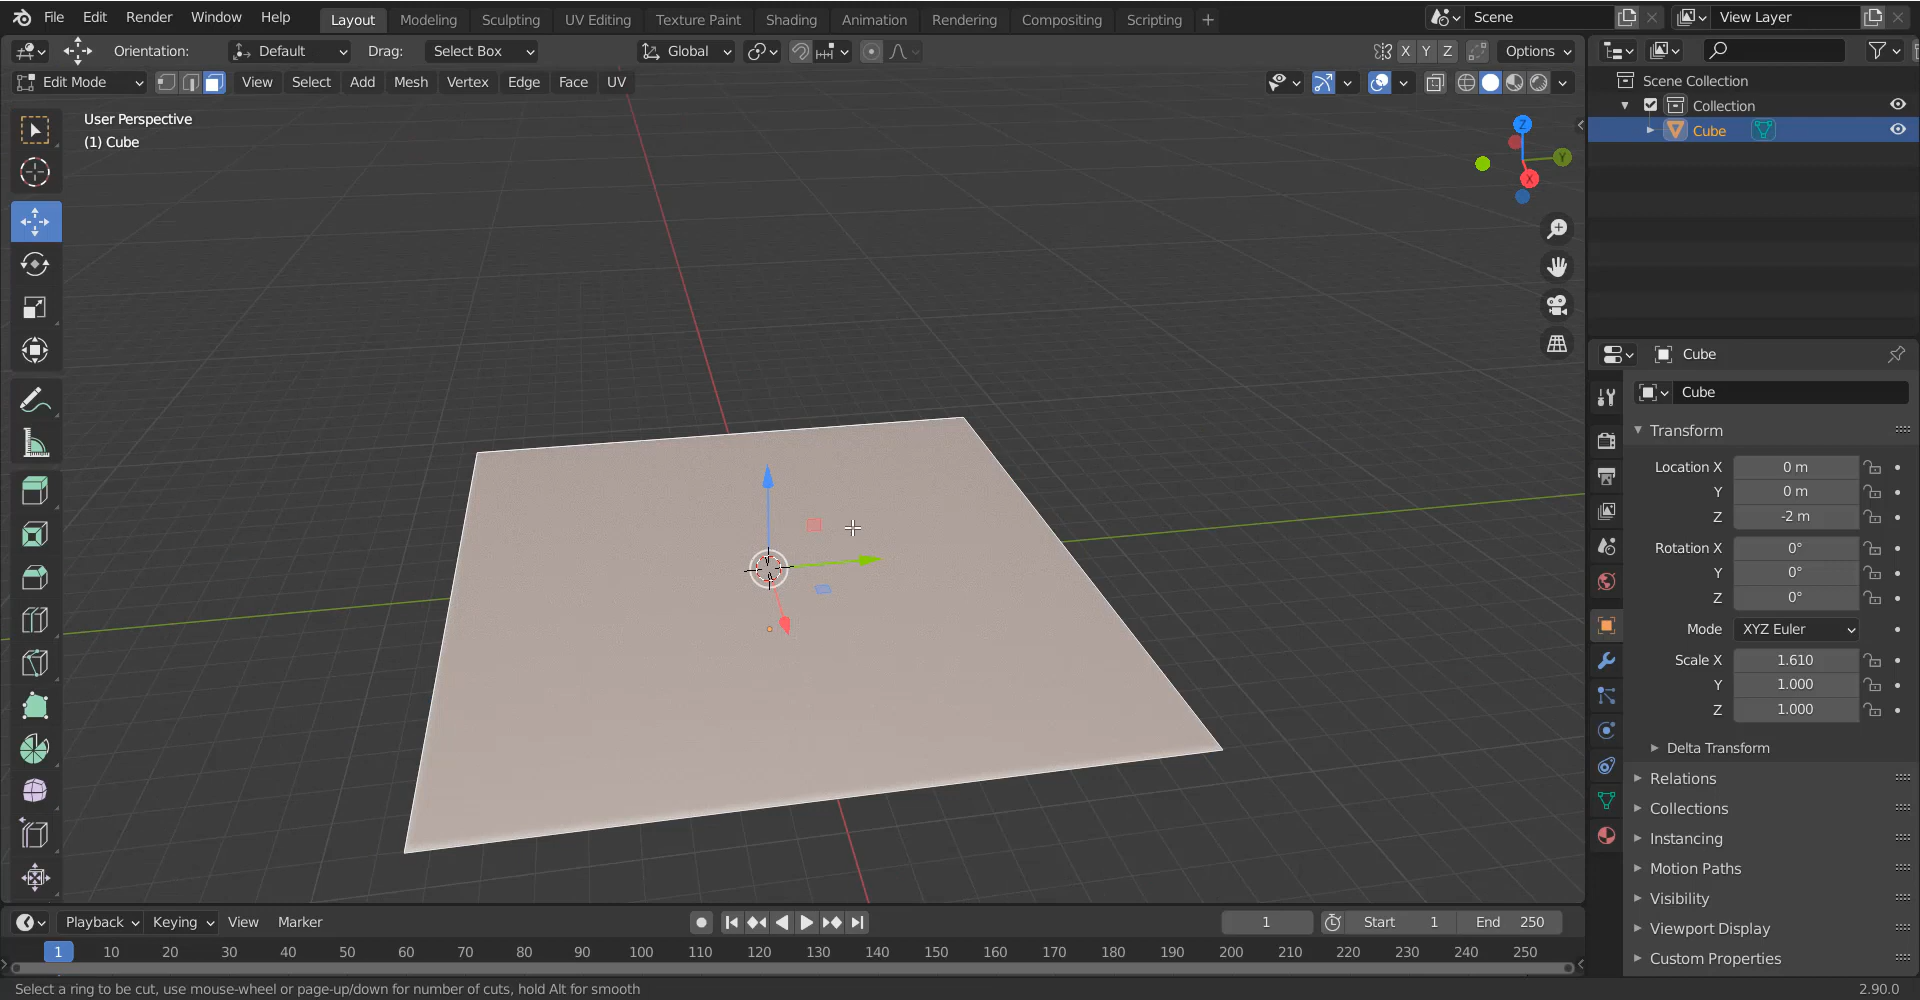 File Edit Render Window Help Layout Modeling Sculpting UV Editing Texture Paint Shading Animation Rendering Compositing Scripting + Scene View Layer
Orientation: Default Drag: Select Box Global X Y Z Options
Edit Mode View Select Add Mesh Vertex Edge Face UV
User Perspective
(1) Cube
Z
Y
X
Scene Collection
Collection
Cube
Cube
Cube
Transform
Location X 0 m
Y 0 m
Z -2 m
Rotation X 0°
Y 0°
Z 0°
Mode XYZ Euler
Scale X 1.610
Y 1.000
Z 1.000
Delta Transform
Relations
Collections
Instancing
Motion Paths
Visibility
Viewport Display
Custom Properties
Playback Keying View Marker 1 Start 1 End 250
1 10 20 30 40 50 60 70 80 90 100 110 120 130 140 150 160 170 180 190 200 210 220 230 240 250
Select a ring to be cut, use mouse-wheel or page-up/down for number of cuts, hold Alt for smooth 2.90.0